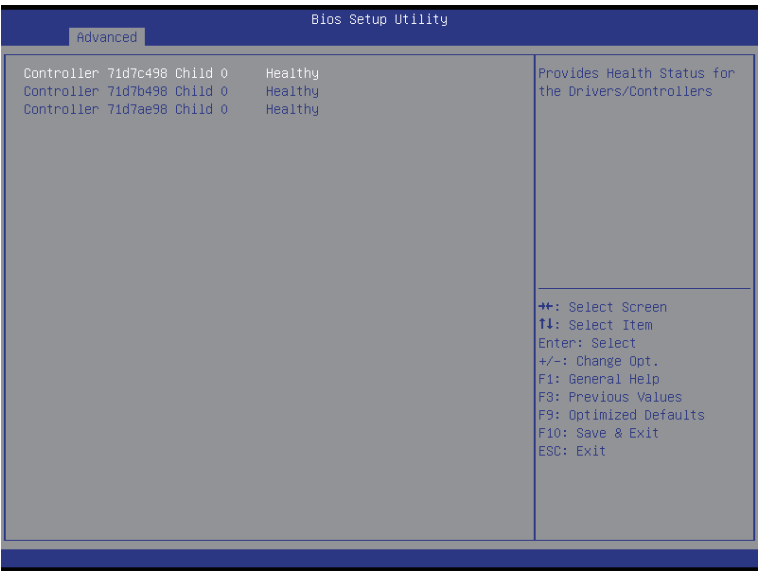 Bios Setup Utility
Advanced
Controller 71d7c498 Child 0 Healthy
Controller 71d7b498 Child 0 Healthy
Controller 71d7ae98 Child 0 Healthy
Provides Health Status for
the Drivers/Controllers
→←: Select Screen
↑↓: Select Item
Enter: Select
+/-: Change Opt.
F1: General Help
F3: Previous Values
F9: Optimized Defaults
F10: Save & Exit
ESC: Exit